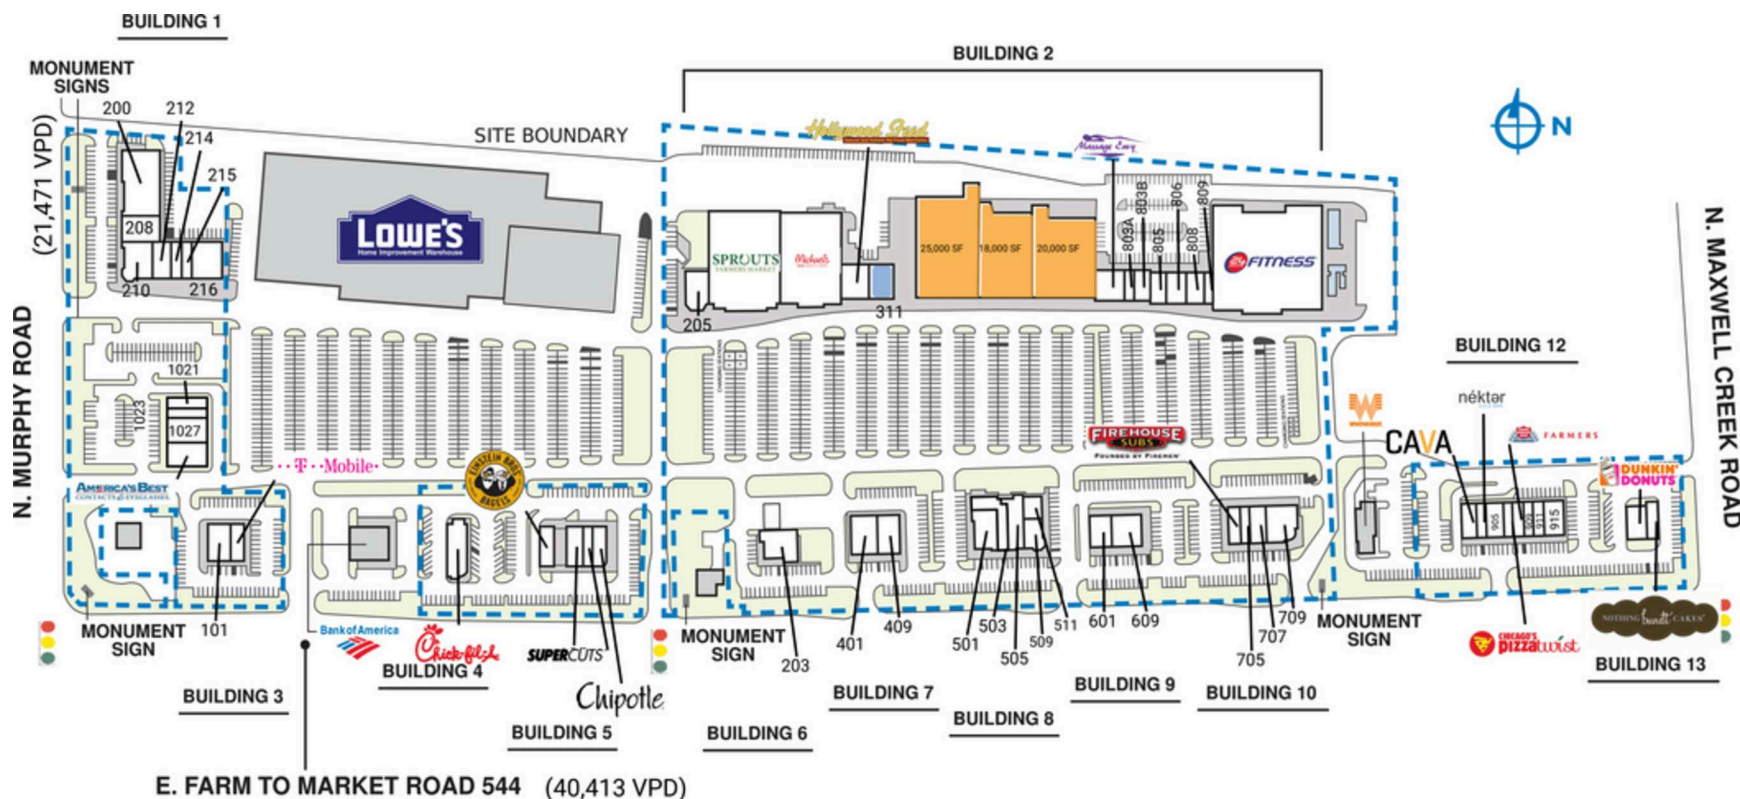 BUILDING 1
BUILDING 2
MONUMENT
SIGNS
(21,471 VPD)
200
212
214
215
208
210
216
SITE BOUNDARY
LOWE'S
Home Improvement Warehouse
Hollywood Feed
Massage Envy
N
SPROUTS
FARMERS MARKET
Michaels
205
311
25,000 SF
18,000 SF
20,000 SF
803A
803B
805
806
808
809
24
FITNESS
N. MURPHY ROAD
N. MAXWELL CREEK ROAD
1021
1023
1027
AMERICA'S BEST
CONTACTS & EYEGLASSES
T Mobile
EINSTEIN BROS.
BAGELS
FIREHOUSE
SUBS
FOUNDED BY FIREMEN
BUILDING 12
W
WHATABURGER
néktər
CAVA
FARMERS
DUNKIN'
DONUTS
905
911
915
MONUMENT
SIGN
101
Bank of America
Chick-fil-A
SUPERCUTS
Chipotle
MONUMENT
SIGN
203
401
409
501
503
505
509
511
601
609
705
707
709
MONUMENT
SIGN
CHICAGO'S
pizza twist
NOTHING bundt CAKES
BUILDING 3
BUILDING 4
BUILDING 5
BUILDING 6
BUILDING 7
BUILDING 8
BUILDING 9
BUILDING 10
BUILDING 13
E. FARM TO MARKET ROAD 544 (40,413 VPD)